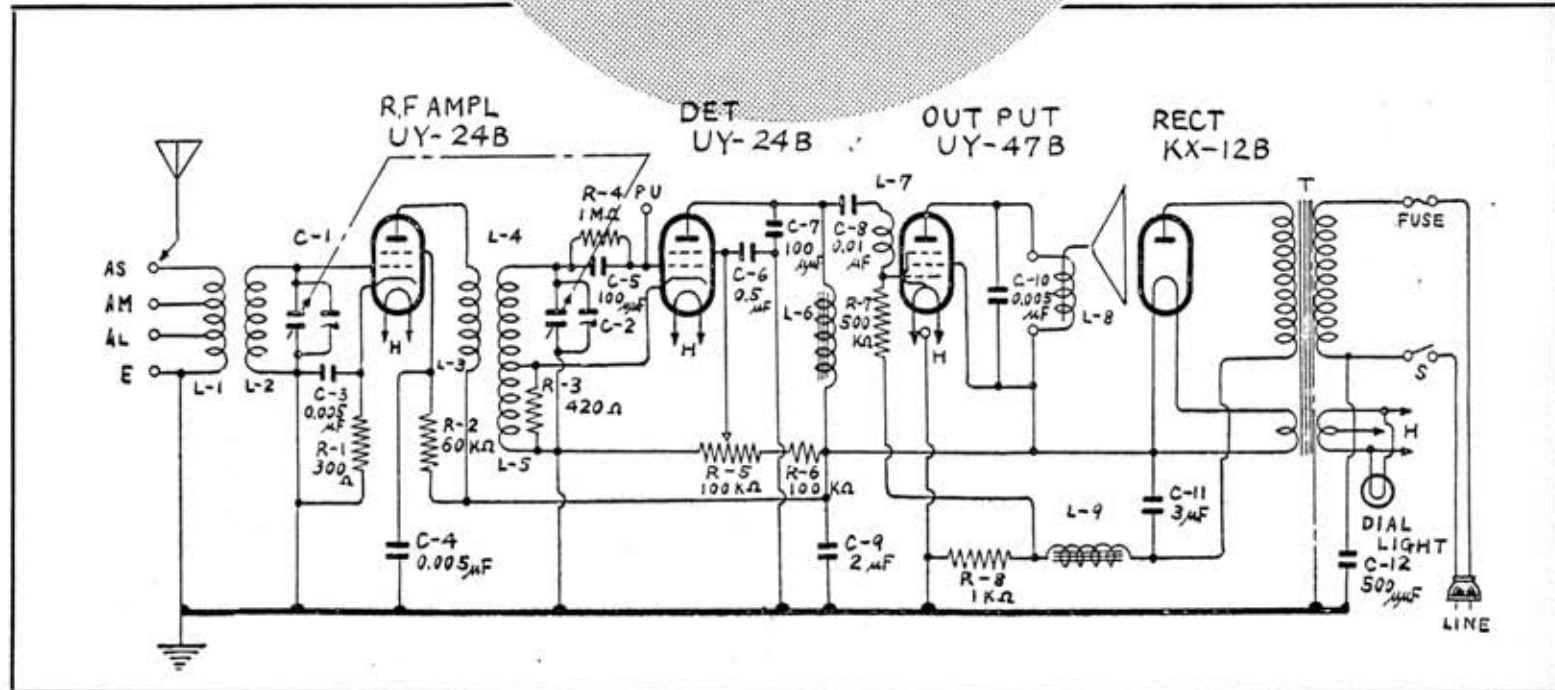 R.F AMPL
UY-24B
DET
UY-24B
OUT PUT
UY-47B
RECT
KX-12B
AS
AM
AL
E
L-1
L-2
C-1
C-3
0.005
μF
R-1
300
Ω
H
C-4
0.005μF
R-2
60KΩ
L-3
L-4
L-5
R-4
1MΩ
PU
C-5
100
μμF
C-2
R-3
420Ω
H
C-6
0.5
μF
R-5
100KΩ
R-6
100KΩ
C-7
100
μμF
L-6
C-8
0.01
μF
L-7
R-7
500
KΩ
C-9
2μF
H
C-10
0.005
μF
L-8
R-8
1KΩ
L-9
C-11
3μF
T
FUSE
S
H
DIAL
LIGHT
C-12
500
μμF
LINE